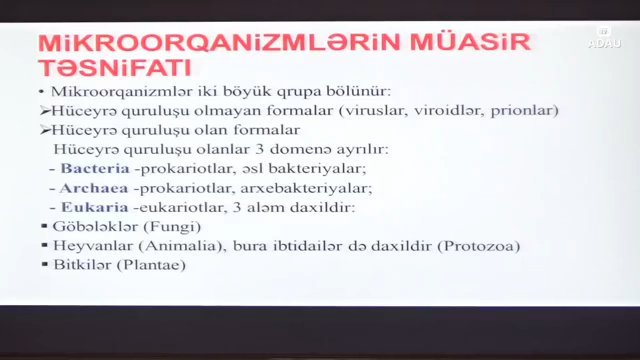 MİKROORQANİZMLƏRİN MÜASİR
TƏSNİFATI
• Mikroorqanizmlər iki böyük qrupa bölünür:
➢Hüceyrə quruluşu olmayan formalar (viruslar, viroidlər, prionlar)
➢Hüceyrə quruluşu olan formalar
Hüceyrə quruluşu olanlar 3 domenə ayrılır:
- Bacteria -prokariotlar, əsl bakteriyalar;
- Archaea -prokariotlar, arxebakteriyalar;
- Eukaria -eukariotlar, 3 aləm daxildir:
▪ Göbələklər (Fungi)
▪ Heyvanlar (Animalia), bura ibtidailər də daxildir (Protozoa)
▪ Bitkilər (Plantae)
ADAU